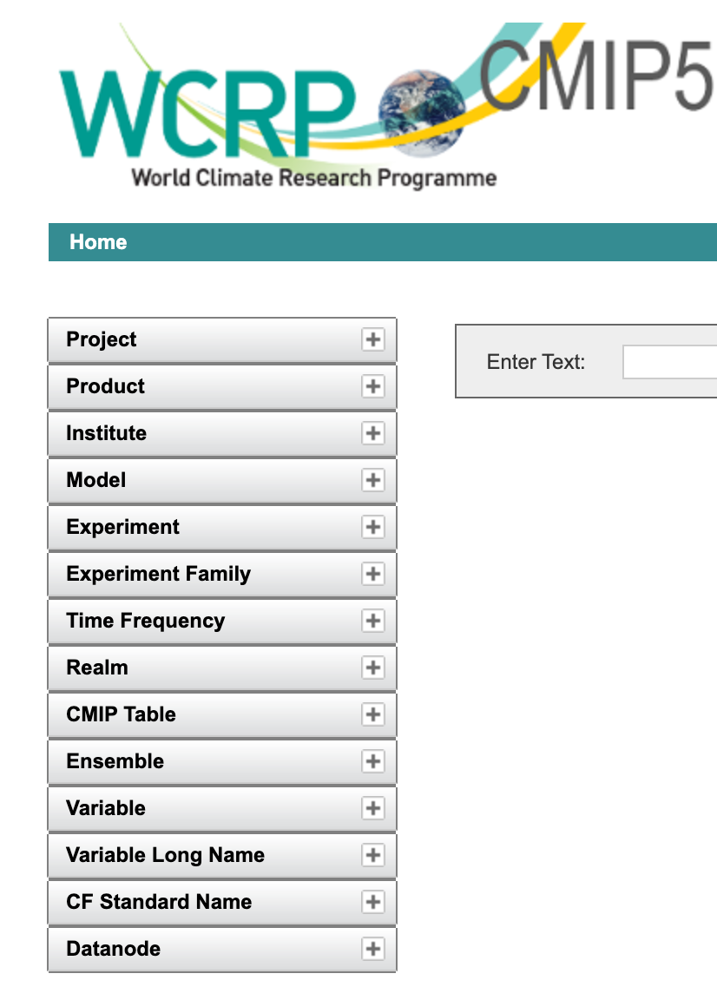 WCRP CMIP5
World Climate Research Programme
Home
Project
Enter Text:
Product
Institute
Model
Experiment
Experiment Family
Time Frequency
Realm
CMIP Table
Ensemble
Variable
Variable Long Name
CF Standard Name
Datanode